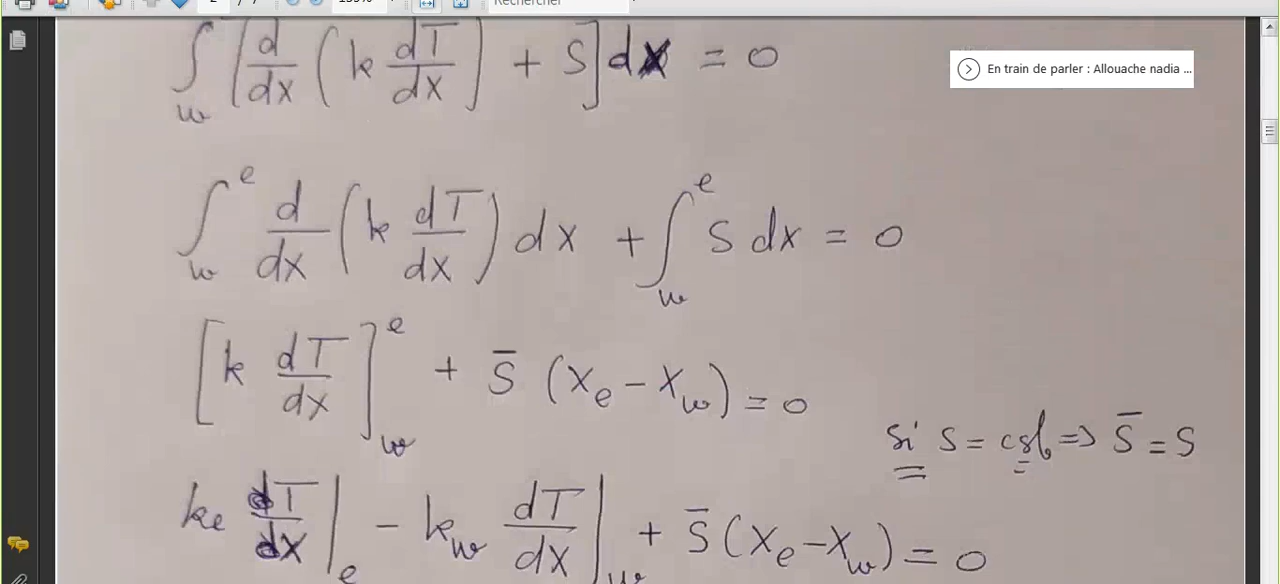 Rechercher
∫_w [d/dx (k dT/dx) + S] dx = 0
En train de parler : Allouache nadia ...
∫_w^e d/dx (k dT/dx) dx + ∫_w^e S dx = 0
[k dT/dx]_w^e + S̄ (x_e - x_w) = 0
si S = cst => S̄ = S
k_e dT/dx|_e - k_w dT/dx|_w + S̄ (x_e - x_w) = 0